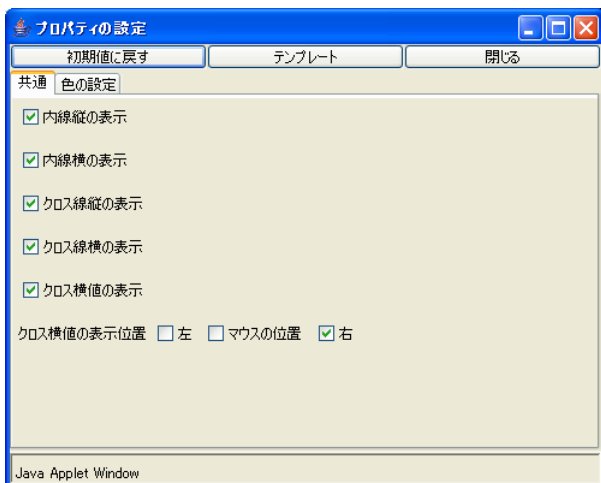 プロパティの設定
初期値に戻す テンプレート 閉じる
共通 色の設定
内線縦の表示
内線横の表示
クロス線縦の表示
クロス線横の表示
クロス横値の表示
クロス横値の表示位置 左 マウスの位置 右
Java Applet Window